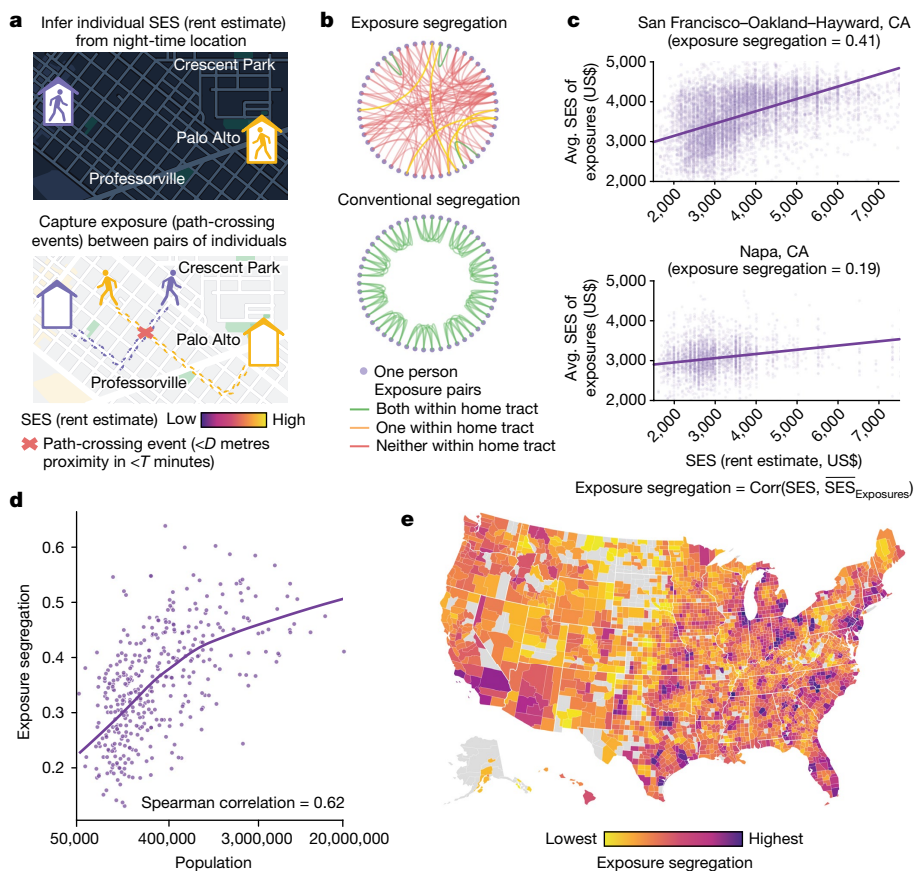 a
Infer individual SES (rent estimate)
from night-time location
Crescent Park
Palo Alto
Professorville
Capture exposure (path-crossing
events) between pairs of individuals
Crescent Park
Palo Alto
Professorville
SES (rent estimate) Low High
Path-crossing event (<D metres
proximity in <T minutes)
b
Exposure segregation
Conventional segregation
One person
Exposure pairs
Both within home tract
One within home tract
Neither within home tract
c
San Francisco–Oakland–Hayward, CA
(exposure segregation = 0.41)
Avg. SES of
exposures (US$)
5,000
4,000
3,000
2,000
2,000 3,000 4,000 5,000 6,000 7,000
Napa, CA
(exposure segregation = 0.19)
Avg. SES of
exposures (US$)
5,000
4,000
3,000
2,000
2,000 3,000 4,000 5,000 6,000 7,000
SES (rent estimate, US$)
Exposure segregation = Corr(SES, S̅E̅S̅Exposures)
d
Exposure segregation
0.6
0.5
0.4
0.3
0.2
Spearman correlation = 0.62
50,000 400,000 3,000,000 20,000,000
Population
e
Lowest Highest
Exposure segregation